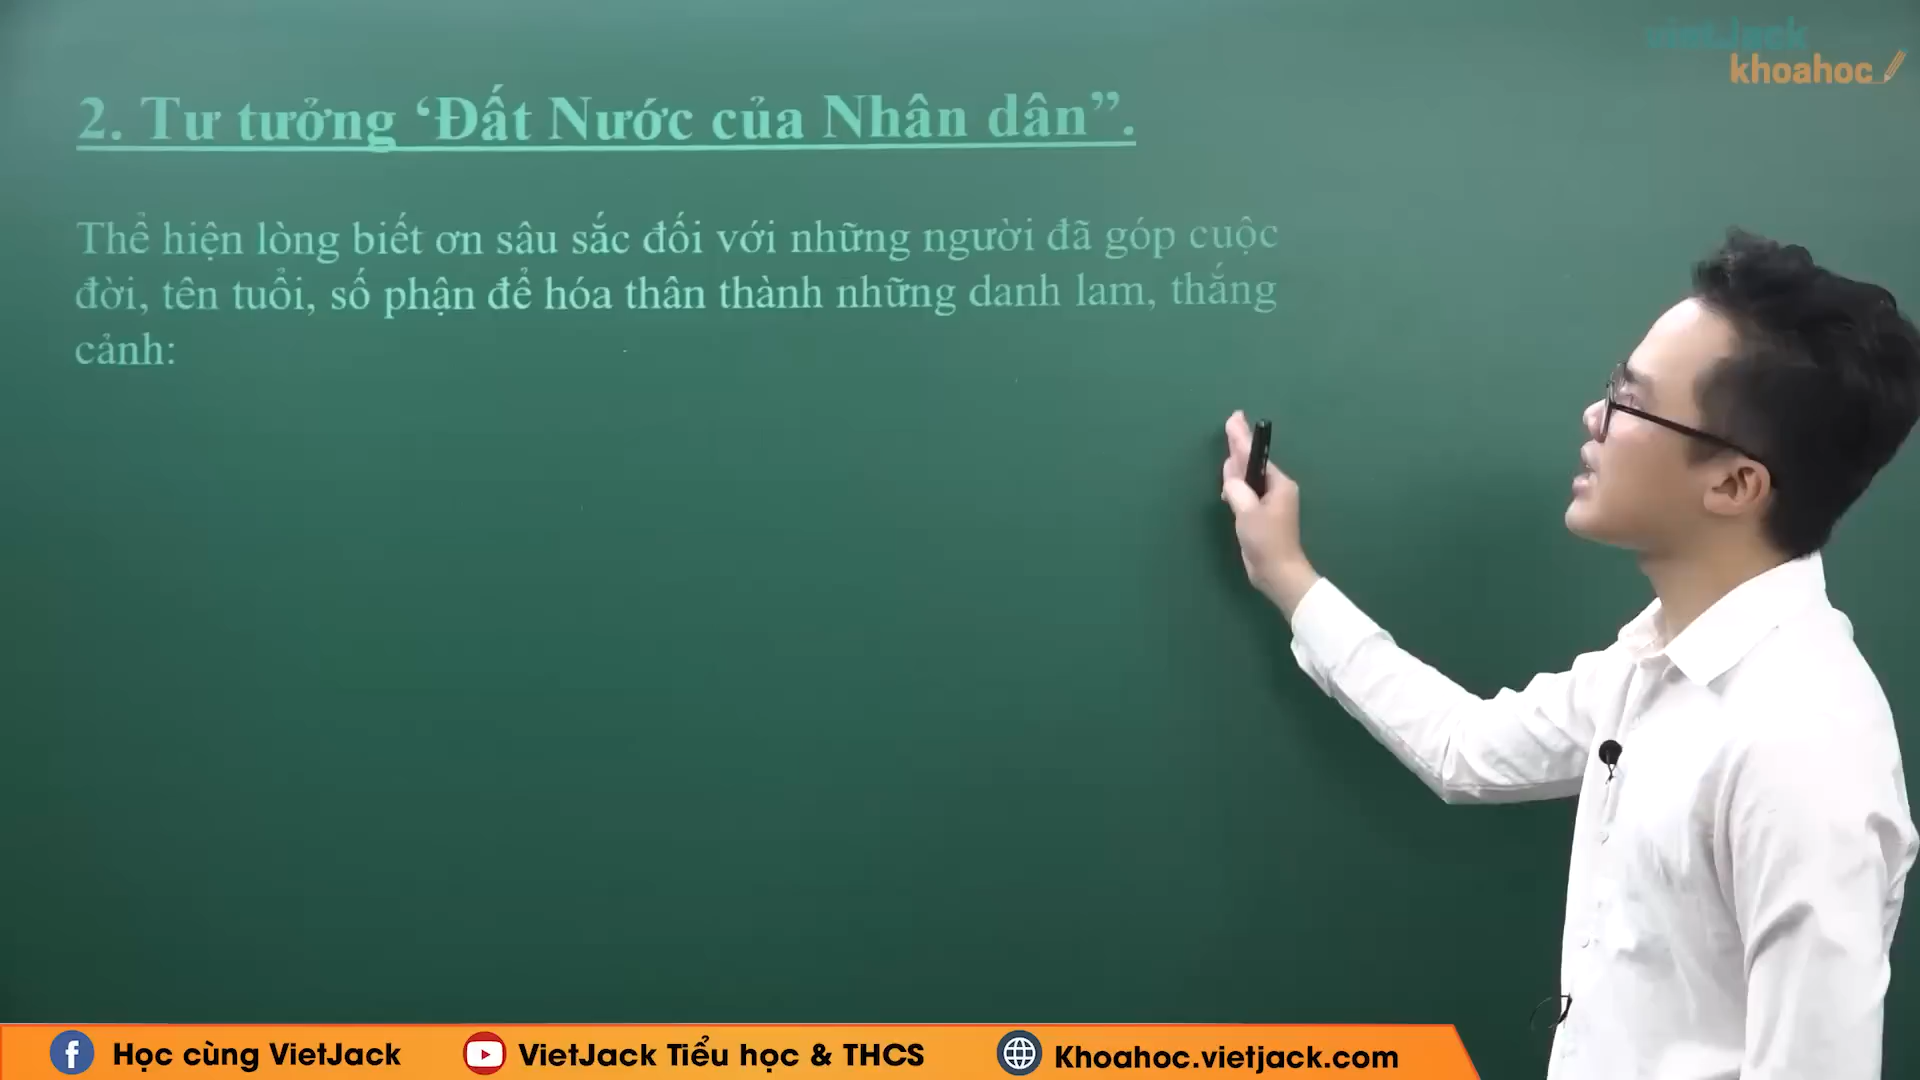 vietJack
khoahoc
2. Tư tưởng ‘Đất Nước của Nhân dân”.
Thể hiện lòng biết ơn sâu sắc đối với những người đã góp cuộc
đời, tên tuổi, số phận để hóa thân thành những danh lam, thắng
cảnh:
Học cùng VietJack
VietJack Tiểu học & THCS
Khoahoc.vietjack.com